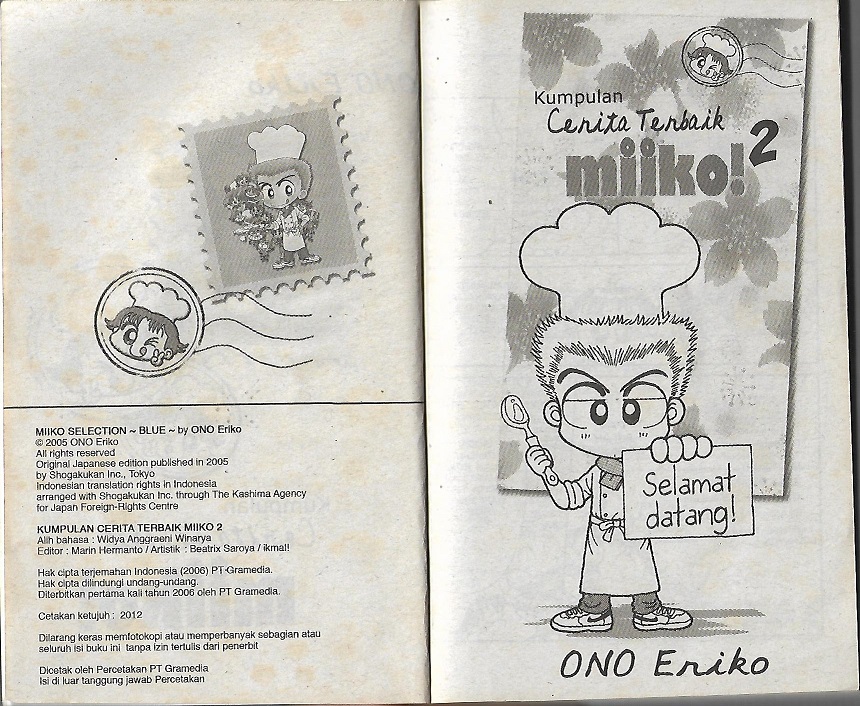 MIIKO SELECTION ~ BLUE ~ by ONO Eriko
© 2005 ONO Eriko
All rights reserved
Original Japanese edition published in 2005
by Shogakukan Inc., Tokyo
Indonesian translation rights in Indonesia
arranged with Shogakukan Inc. through The Kashima Agency
for Japan Foreign-Rights Centre
KUMPULAN CERITA TERBAIK MIIKO 2
Alih bahasa : Widya Anggraeni Winarya
Editor : Marin Hermanto / Artistik : Beatrix Saroya / ikmal!
Hak cipta terjemahan Indonesia (2006) PT Gramedia.
Hak cipta dilindungi undang-undang.
Diterbitkan pertama kali tahun 2006 oleh PT Gramedia.
Cetakan ketujuh : 2012
Dilarang keras memfotokopi atau memperbanyak sebagian atau
seluruh isi buku ini tanpa izin tertulis dari penerbit
Dicetak oleh Percetakan PT Gramedia
Isi di luar tanggung jawab Percetakan
Kumpulan
Cerita Terbaik
miiko! 2
Selamat
datang!
ONO Eriko